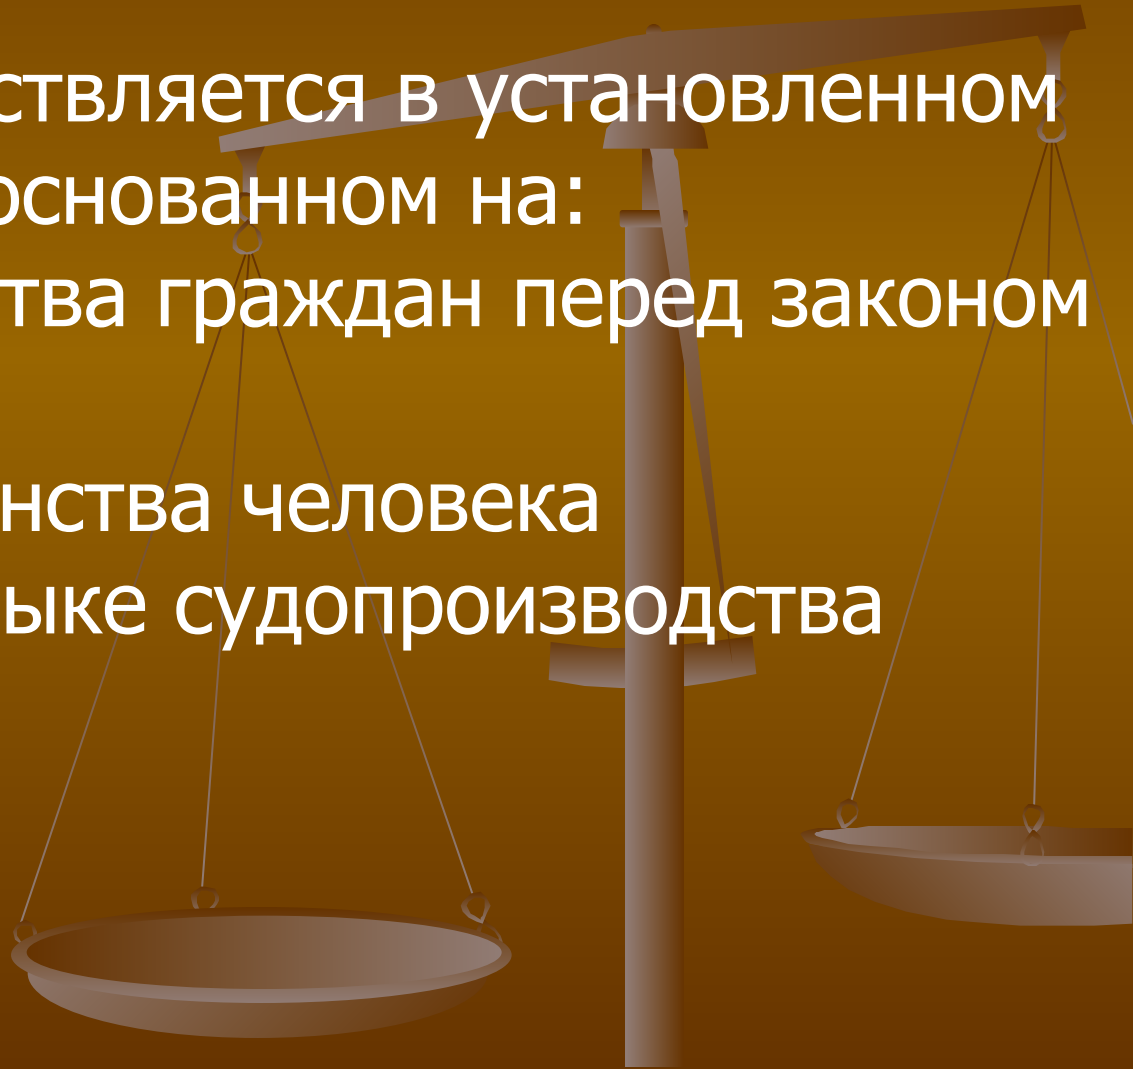 ствляется в установленном
основанном на:
тва граждан перед законом
нства человека
ыке судопроизводства